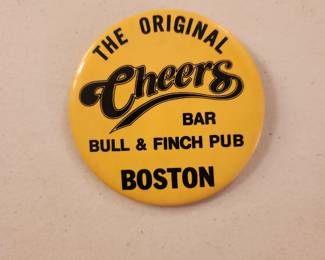 THE ORIGINAL
Cheers
BAR
BULL & FINCH PUB
BOSTON